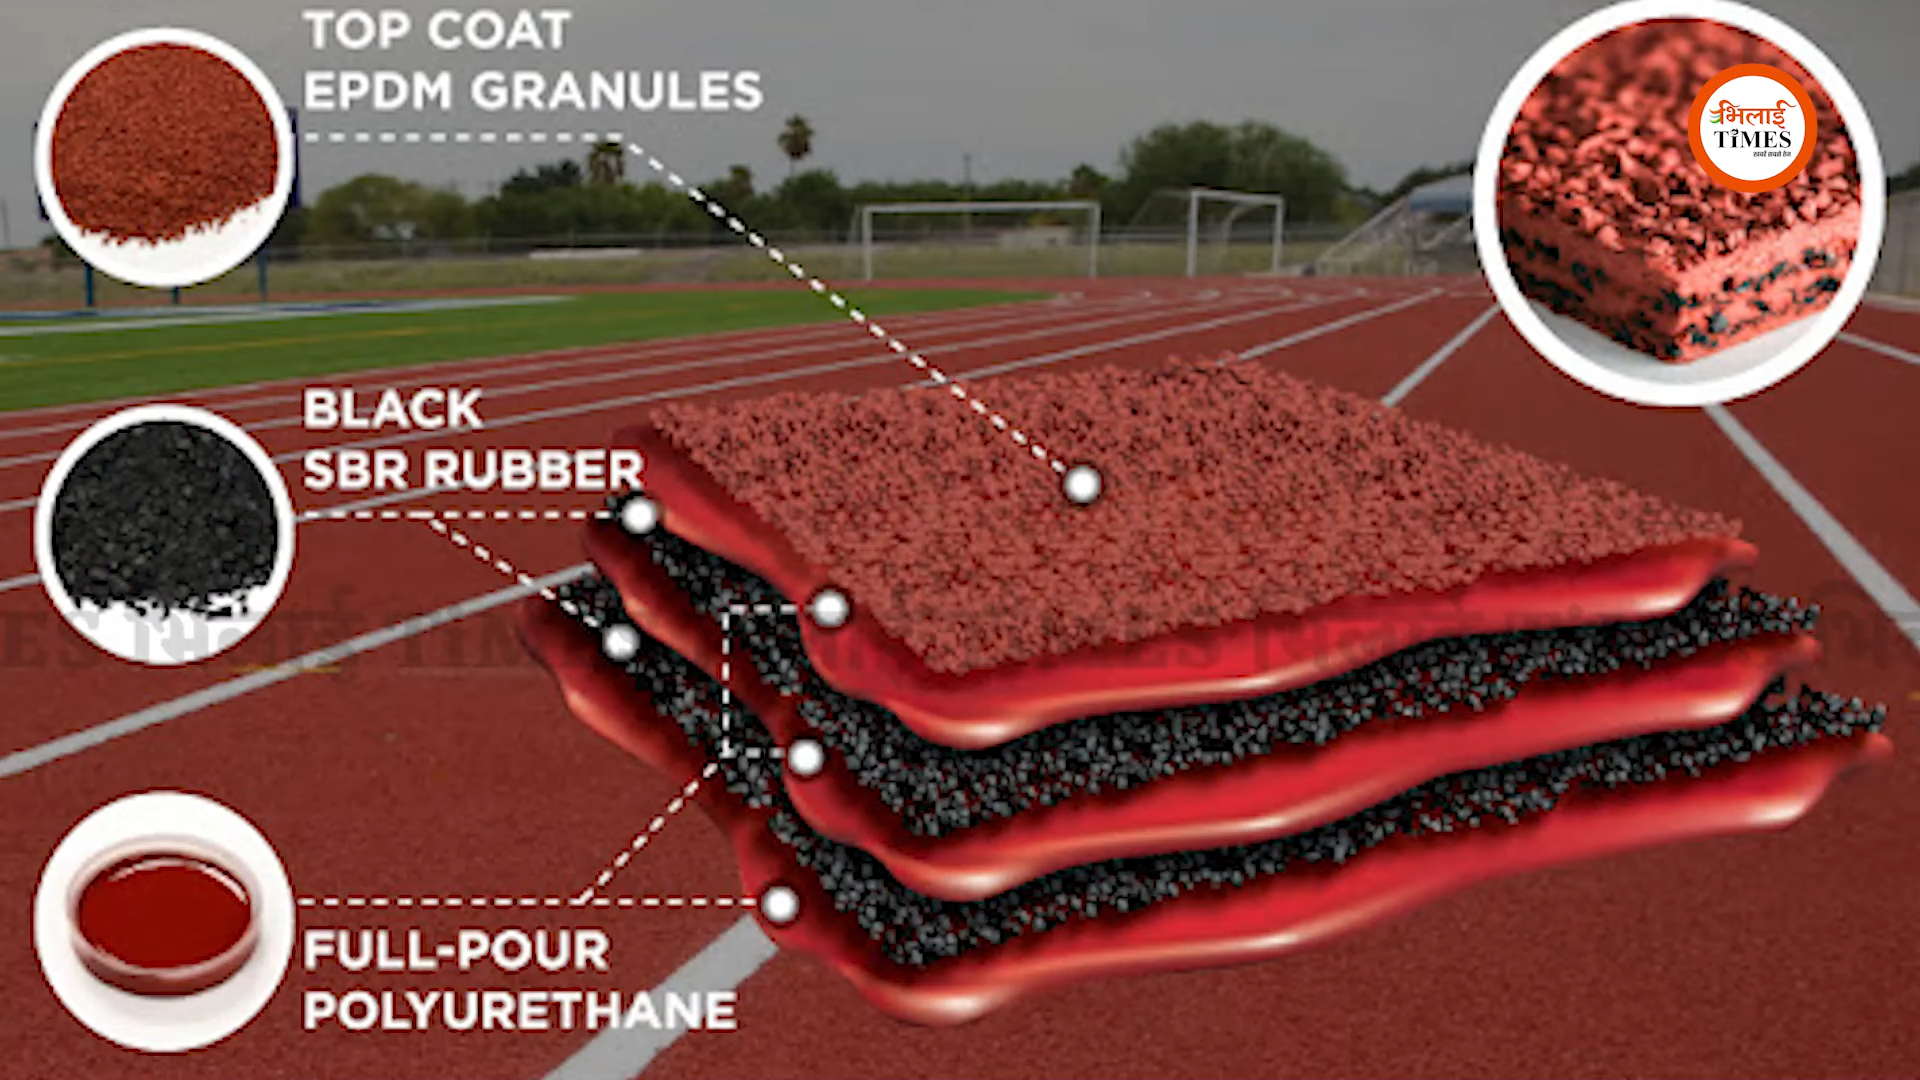 TOP COAT
EPDM GRANULES
भिलाई
TIMES
BLACK
SBR RUBBER
FULL-POUR
POLYURETHANE